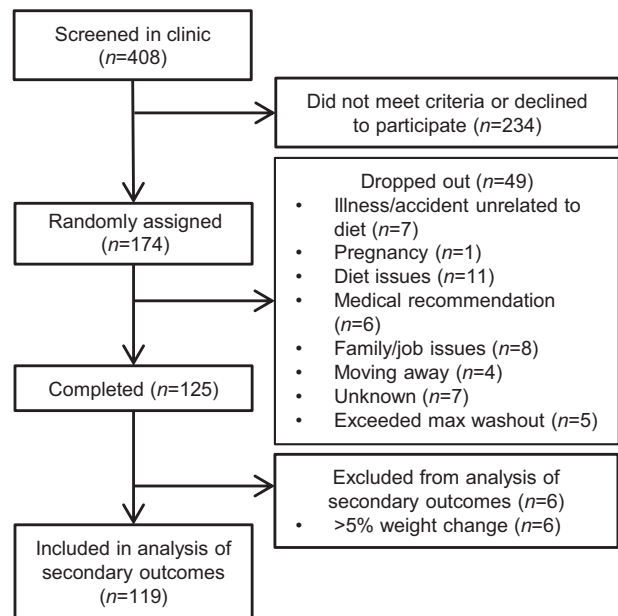 Screened in clinic
(n=408)
Did not meet criteria or declined
to participate (n=234)
Randomly assigned
(n=174)
Dropped out (n=49)
• Illness/accident unrelated to
diet (n=7)
• Pregnancy (n=1)
• Diet issues (n=11)
• Medical recommendation
(n=6)
• Family/job issues (n=8)
• Moving away (n=4)
• Unknown (n=7)
• Exceeded max washout (n=5)
Completed (n=125)
Excluded from analysis of
secondary outcomes (n=6)
• >5% weight change (n=6)
Included in analysis of
secondary outcomes
(n=119)